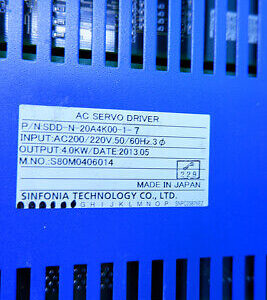 AC SERVO DRIVER
P/N:SDD-N-20A4K00-1-7
INPUT:AC200/220V.50/60Hz.3φ
OUTPUT:4.0KW/DATE:2013.05
M.NO.:S80M0406014
229
MADE IN JAPAN
SINFONIA TECHNOLOGY CO., LTD.
G H I J K L M N O P